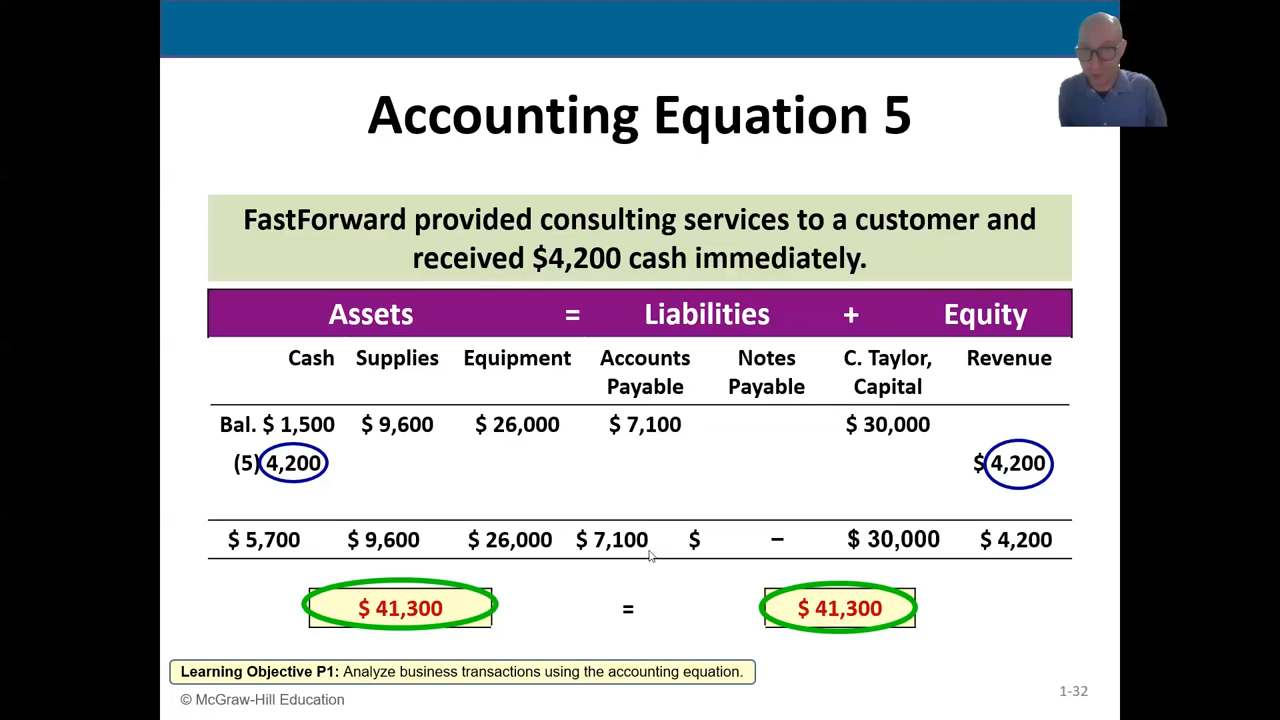 Accounting Equation 5
FastForward provided consulting services to a customer and
received $4,200 cash immediately.
Assets = Liabilities + Equity
Cash Supplies Equipment Accounts Payable Notes Payable C. Taylor, Capital Revenue
Bal. $ 1,500 $ 9,600 $ 26,000 $ 7,100 $ 30,000
(5) 4,200 $ 4,200
$ 5,700 $ 9,600 $ 26,000 $ 7,100 $ – $ 30,000 $ 4,200
$ 41,300 = $ 41,300
Learning Objective P1: Analyze business transactions using the accounting equation.
© McGraw-Hill Education
1-32